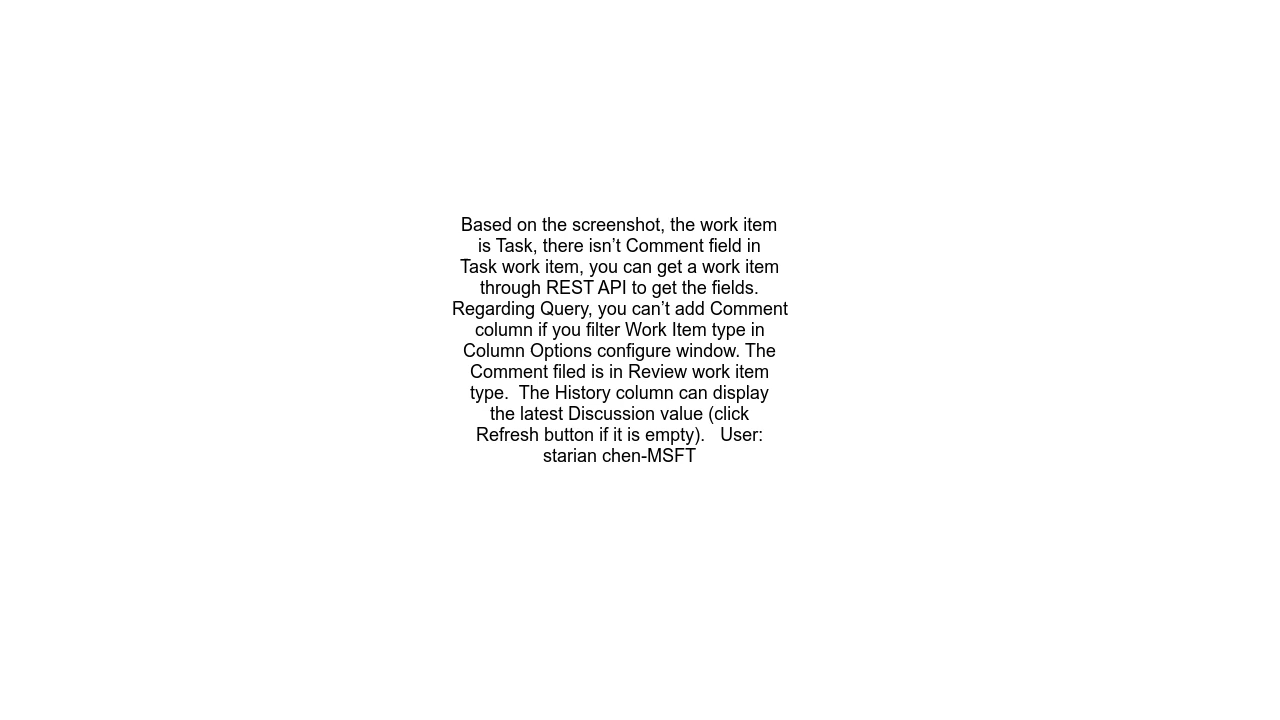 Based on the screenshot, the work item
is Task, there isn’t Comment field in
Task work item, you can get a work item
through REST API to get the fields.
Regarding Query, you can’t add Comment
column if you filter Work Item type in
Column Options configure window. The
Comment filed is in Review work item
type.  The History column can display
the latest Discussion value (click
Refresh button if it is empty).   User:
starian chen-MSFT